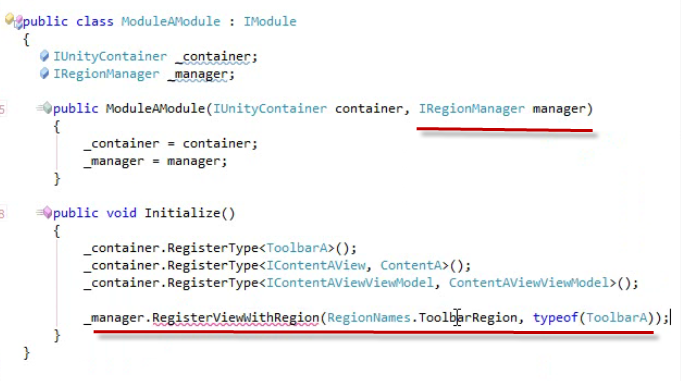 public class ModuleAModule : IModule
{
IUnityContainer _container;
IRegionManager _manager;
5
public ModuleAModule(IUnityContainer container, IRegionManager manager)
{
_container = container;
_manager = manager;
}
8
public void Initialize()
{
_container.RegisterType<ToolbarA>();
_container.RegisterType<IContentAView, ContentA>();
_container.RegisterType<IContentAViewViewModel, ContentAViewViewModel>();
_manager.RegisterViewWithRegion(RegionNames.ToolbarRegion, typeof(ToolbarA));
}
}